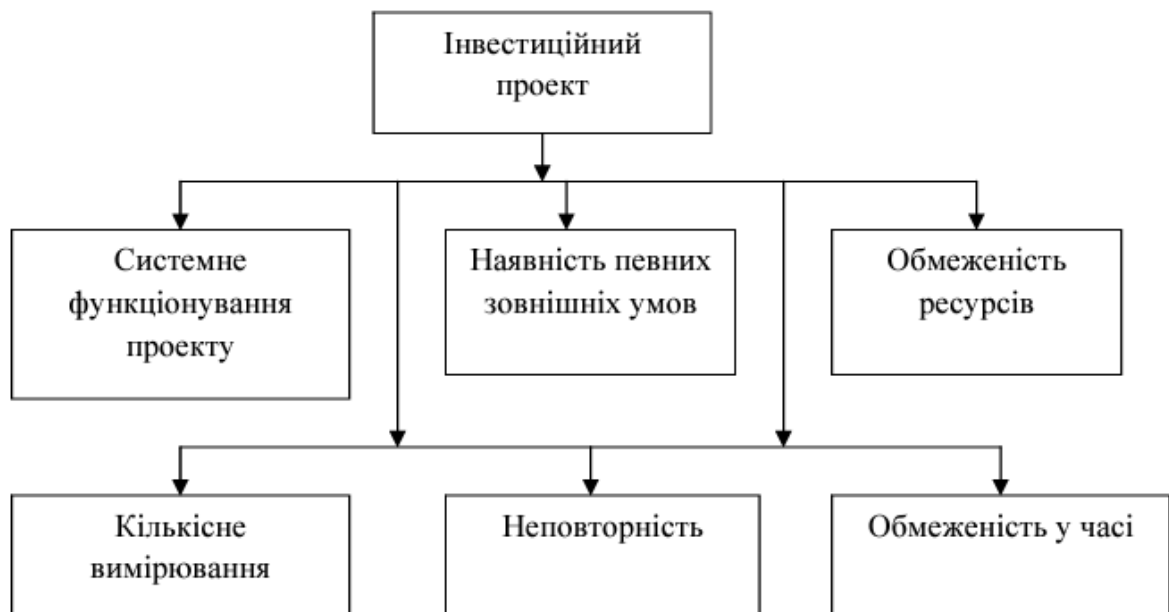 Інвестиційний
проект
Системне
функціонування
проекту
Наявність певних
зовнішніх умов
Обмеженість
ресурсів
Кількісне
вимірювання
Неповторність
Обмеженість у часі